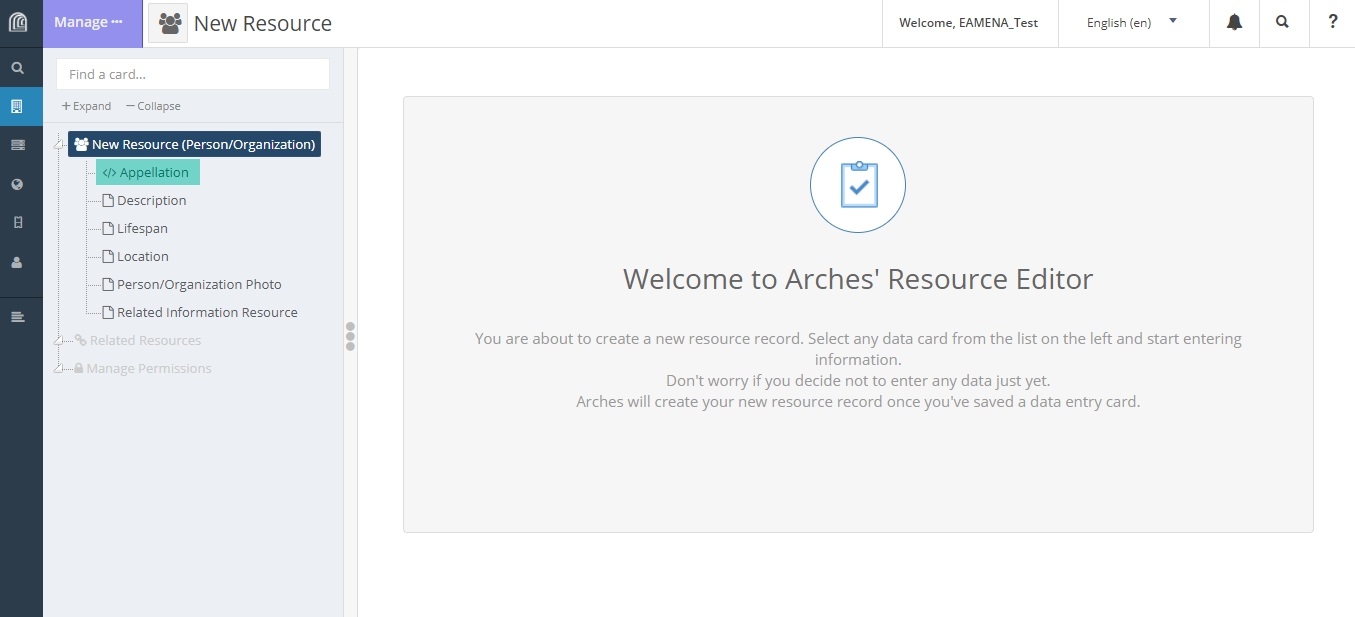 Manage
New Resource
Welcome, EAMENA_Test
English (en)
?
Find a card...
+ Expand
− Collapse
New Resource (Person/Organization)
</> Appellation
Description
Lifespan
Location
Person/Organization Photo
Related Information Resource
Related Resources
Manage Permissions
Welcome to Arches' Resource Editor
You are about to create a new resource record. Select any data card from the list on the left and start entering
information.
Don't worry if you decide not to enter any data just yet.
Arches will create your new resource record once you've saved a data entry card.